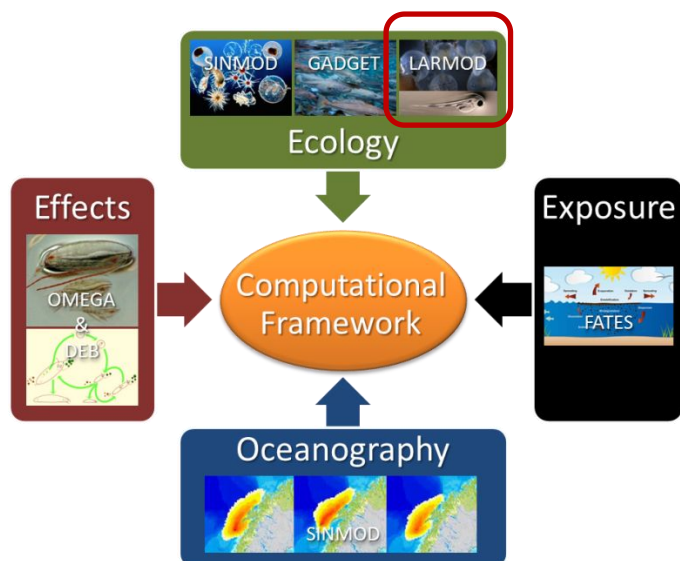 SINMOD
GADGET
LARMOD
Ecology
Effects
OMEGA
&
DEB
Computational
Framework
Exposure
FATES
Oceanography
SINMOD